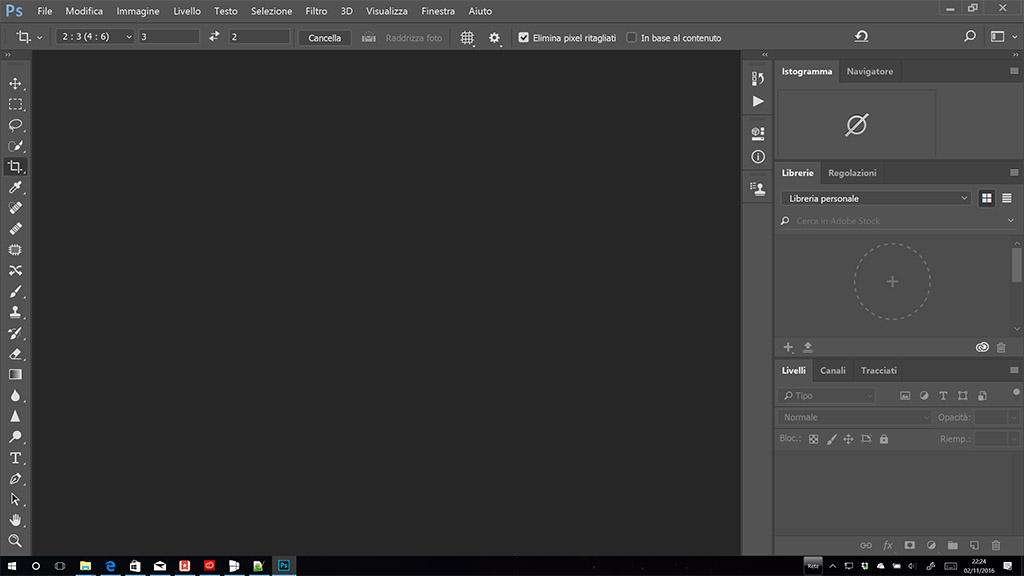 Ps File Modifica Immagine Livello Testo Selezione Filtro 3D Visualizza Finestra Aiuto
2 : 3 (4 : 6) 3 2 Cancella Raddrizza foto Elimina pixel ritagliati In base al contenuto
Istogramma Navigatore
Librerie Regolazioni
Libreria personale
Cerca in Adobe Stock
Livelli Canali Tracciati
Tipo
Normale Opacità:
Bloc.: Riemp.:
Rete 22:24
02/11/2016